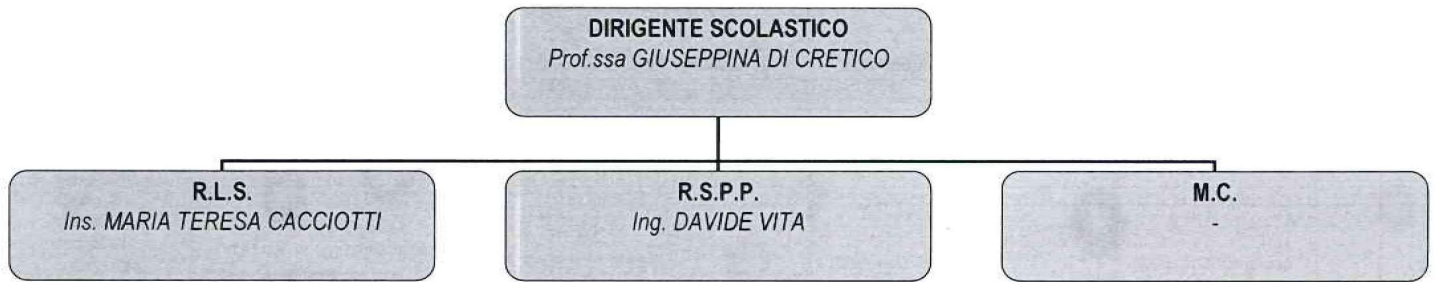 DIRIGENTE SCOLASTICO
Prof.ssa GIUSEPPINA DI CRETICO
R.L.S.
Ins. MARIA TERESA CACCIOTTI
R.S.P.P.
Ing. DAVIDE VITA
M.C.
-